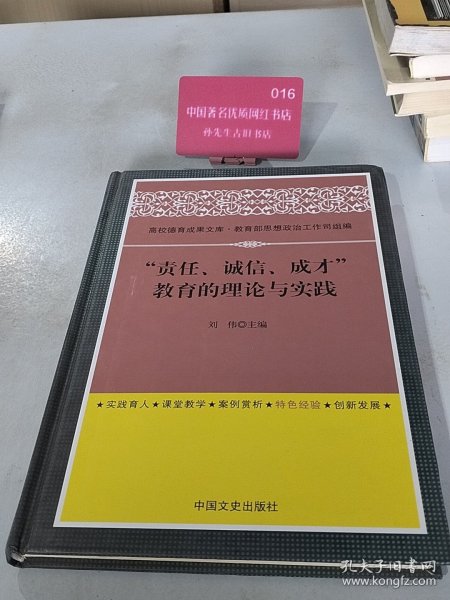 016
中国著名优质网红书店
孙先生古旧书店
高校德育成果文库·教育部思想政治工作司组编
“责任、诚信、成才”
教育的理论与实践
刘 伟◎主编
★实践育人★课堂教学★案例赏析★特色经验★创新发展★
中国文史出版社
孔夫子旧书网
www.kongfz.com